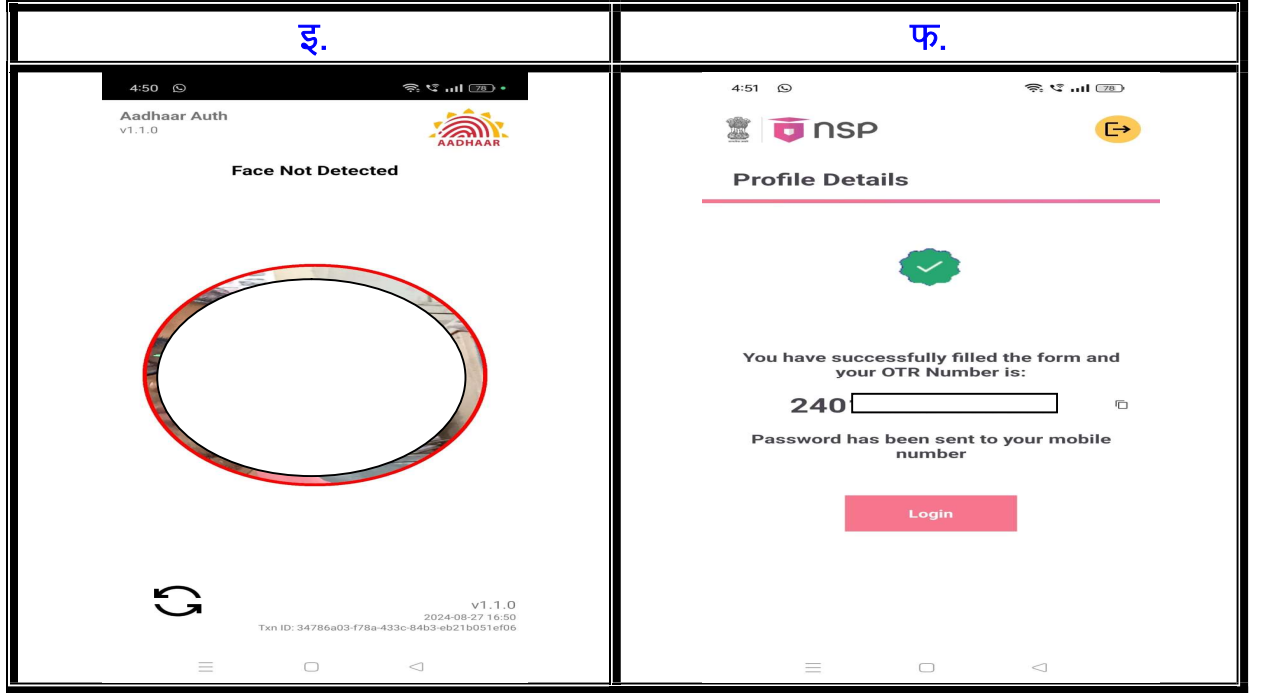 इ.
फ.
4:50
78
Aadhaar Auth
v1.1.0
AADHAAR
Face Not Detected
v1.1.0
2024-08-27 16:50
Txn ID: 34786a03-f78a-433c-84b3-eb21b051ef06
4:51
78
nsp
Profile Details
You have successfully filled the form and
your OTR Number is:
240
Password has been sent to your mobile
number
Login